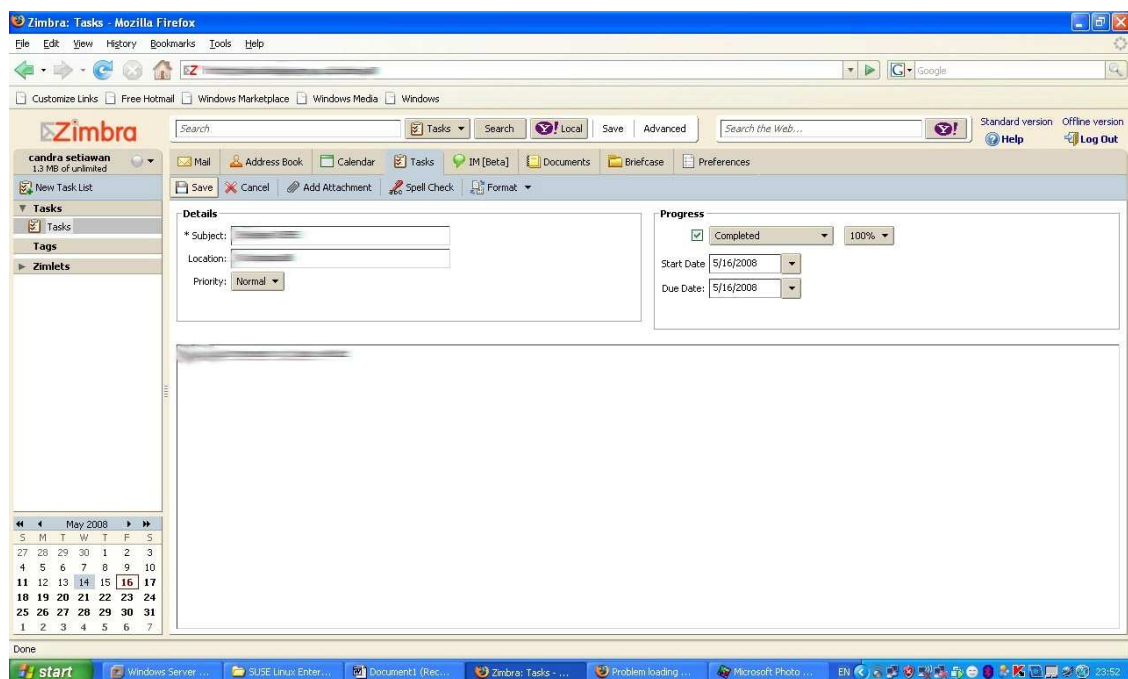 Zimbra: Tasks - Mozilla Firefox
File Edit View History Bookmarks Tools Help
Z G Google
Customize Links Free Hotmail Windows Marketplace Windows Media Windows
Zimbra Search Tasks Search Y! Local Save Advanced Search the Web... Y! Standard version Offline version
Help Log Out
candra setiawan
1.3 MB of unlimited
Mail Address Book Calendar Tasks IM [Beta] Documents Briefcase Preferences
New Task List Save Cancel Add Attachment Spell Check Format
Tasks
Tasks
Tags
Zimlets
Details
* Subject:
Location:
Priority: Normal
Progress
Completed 100%
Start Date 5/16/2008
Due Date: 5/16/2008
May 2008
S M T W T F S
27 28 29 30 1 2 3
4 5 6 7 8 9 10
11 12 13 14 15 16 17
18 19 20 21 22 23 24
25 26 27 28 29 30 31
1 2 3 4 5 6 7
Done
start Windows Server ... SUSE Linux Enter... Document1 (Rec... Zimbra: Tasks - ... Problem loading ... Microsoft Photo ... EN 23:52